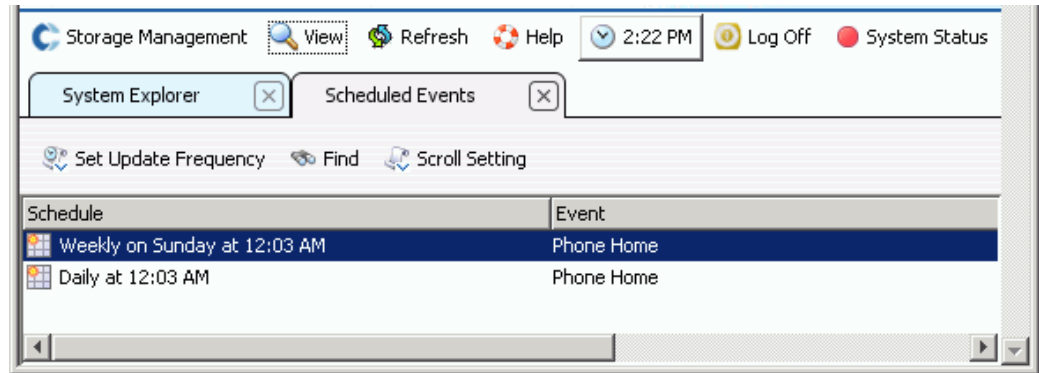 Storage Management View Refresh Help 2:22 PM Log Off System Status
System Explorer Scheduled Events
Set Update Frequency Find Scroll Setting
Schedule Event
Weekly on Sunday at 12:03 AM Phone Home
Daily at 12:03 AM Phone Home